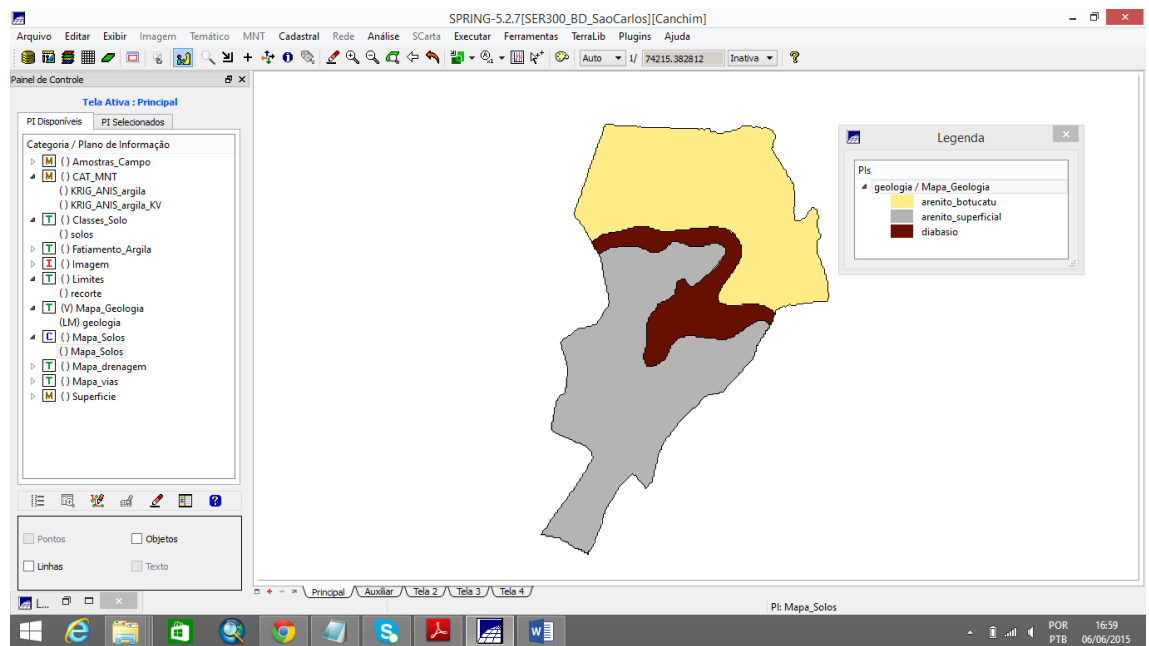 SPRING-5.2.7[SER300_BD_SaoCarlos][Canchim]
Arquivo Editar Exibir Imagem Temático MNT Cadastral Rede Análise SCarta Executar Ferramentas TerraLib Plugins Ajuda
Auto 1/ 74215.382812 Inativa
Painel de Controle
Tela Ativa : Principal
PI Disponíveis PI Selecionados
Categoria / Plano de Informação
M () Amostras_Campo
M () CAT_MNT
() KRIG_ANIS_argila
() KRIG_ANIS_argila_KV
T () Classes_Solo
() solos
T () Fatiamento_Argila
I () Imagem
T () Limites
() recorte
T (V) Mapa_Geologia
(LM) geologia
C () Mapa_Solos
() Mapa_Solos
T () Mapa_drenagem
T () Mapa_vias
M () Superficie
Pontos Objetos
Linhas Texto
Legenda
PIs
geologia / Mapa_Geologia
arenito_botucatu
arenito_superficial
diabasio
L...
Principal Auxiliar Tela 2 Tela 3 Tela 4
PI: Mapa_Solos
POR 16:59
PTB 06/06/2015